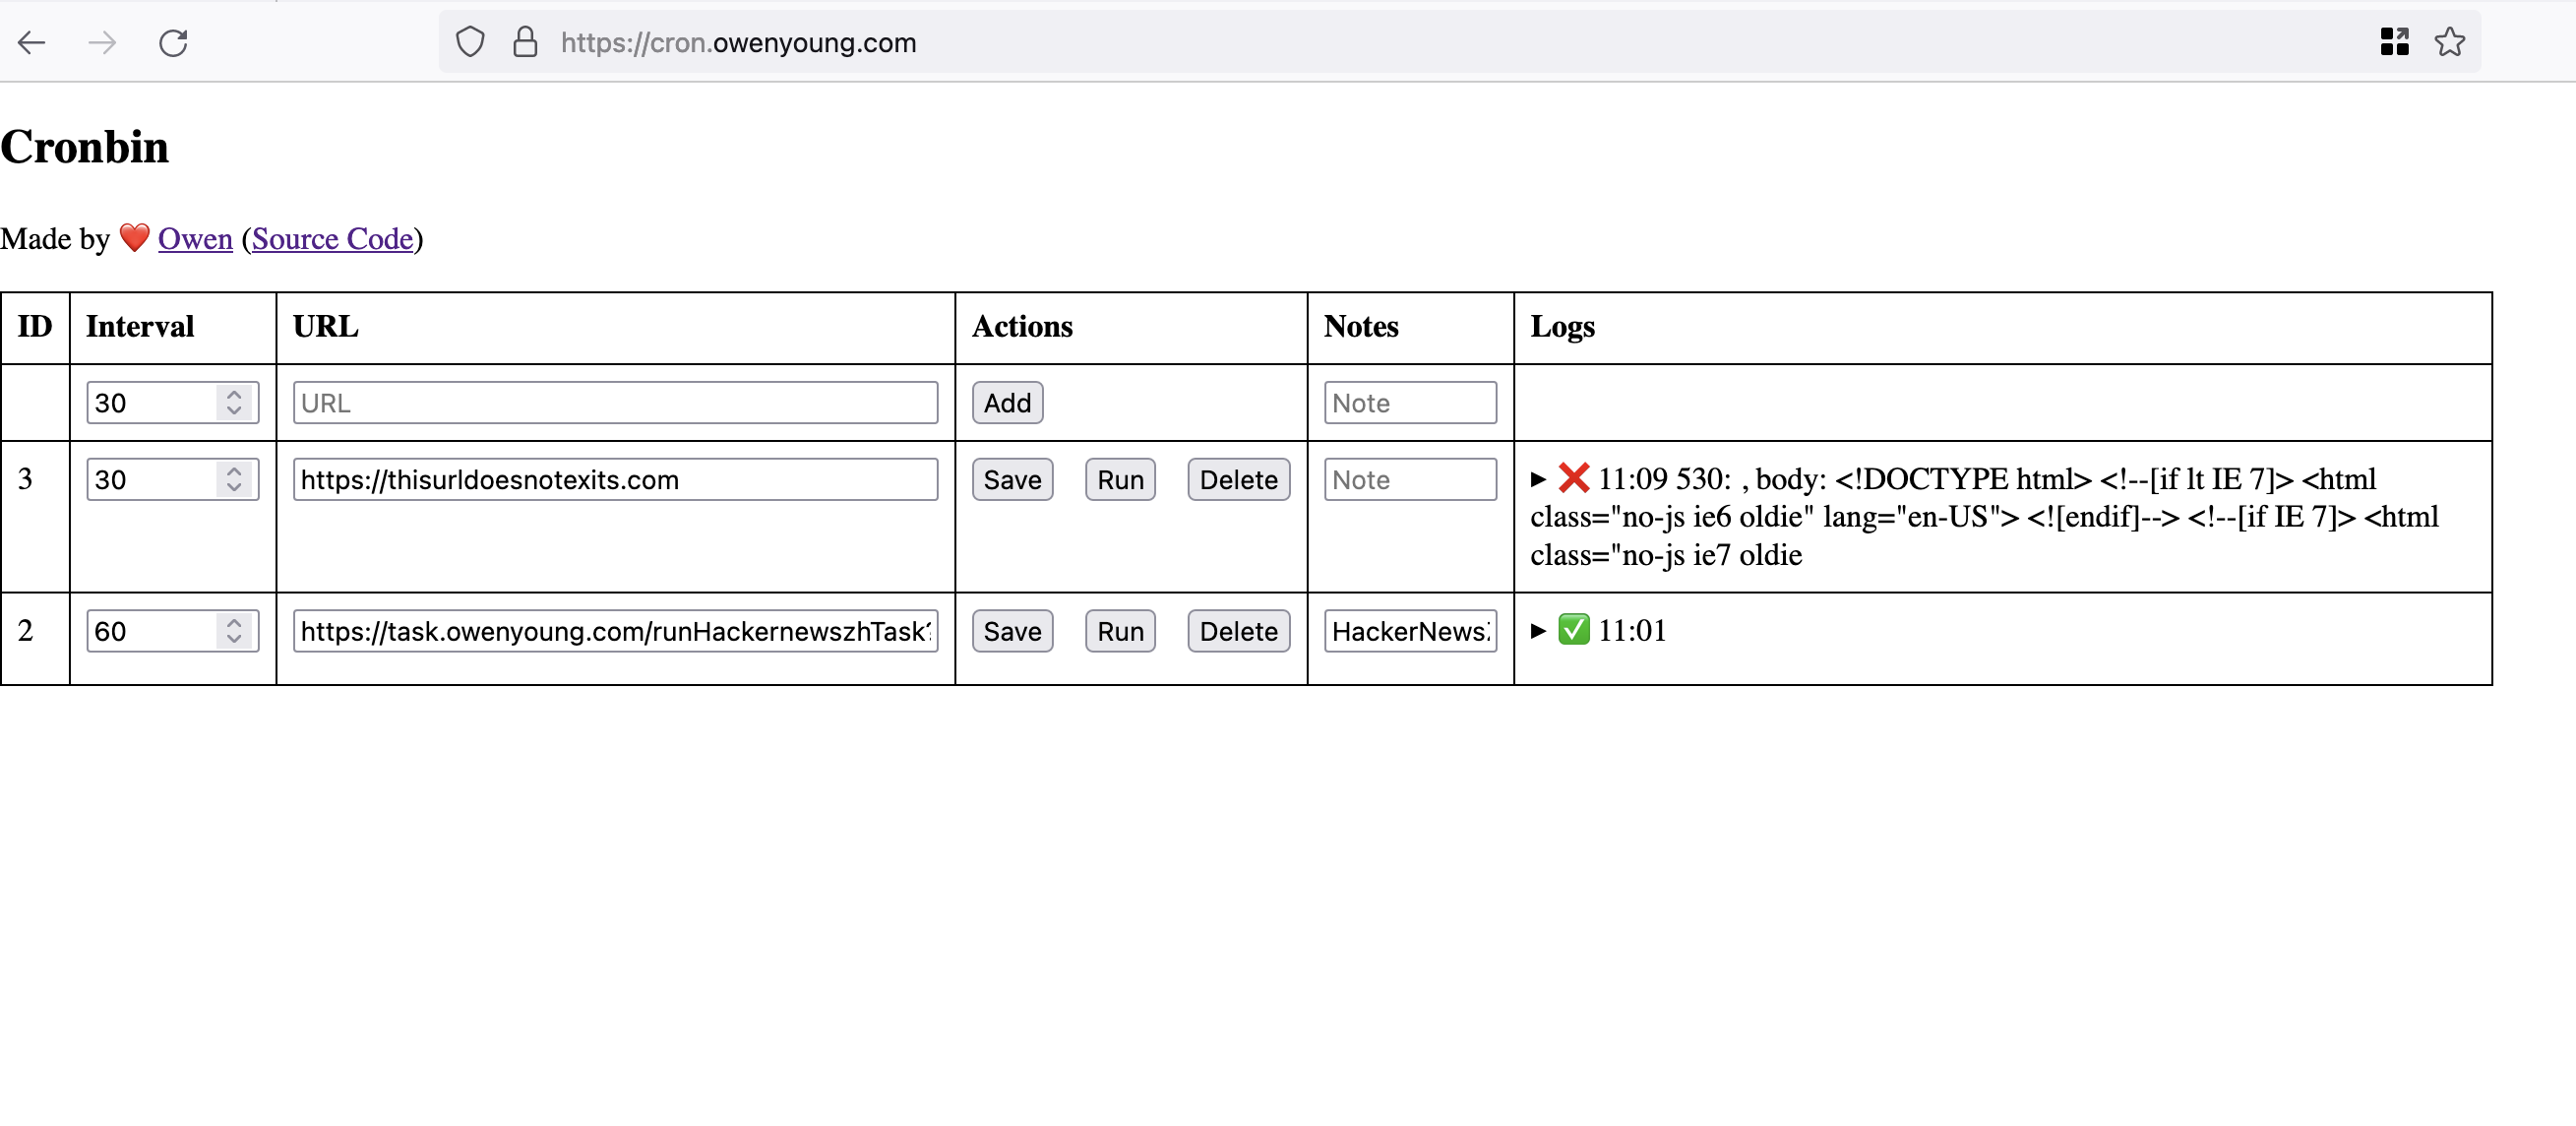 https://cron.owenyoung.com
Cronbin
Made by ❤️ Owen (Source Code)
ID Interval URL Actions Notes Logs
30 URL Add Note
3 30 https://thisurldoesnotexits.com Save Run Delete Note ▶ ❌ 11:09 530: , body: <!DOCTYPE html> <!--[if lt IE 7]> <html
class="no-js ie6 oldie" lang="en-US"> <![endif]--> <!--[if IE 7]> <html
class="no-js ie7 oldie
2 60 https://task.owenyoung.com/runHackernewszhTask? Save Run Delete HackerNews ▶ ✅ 11:01